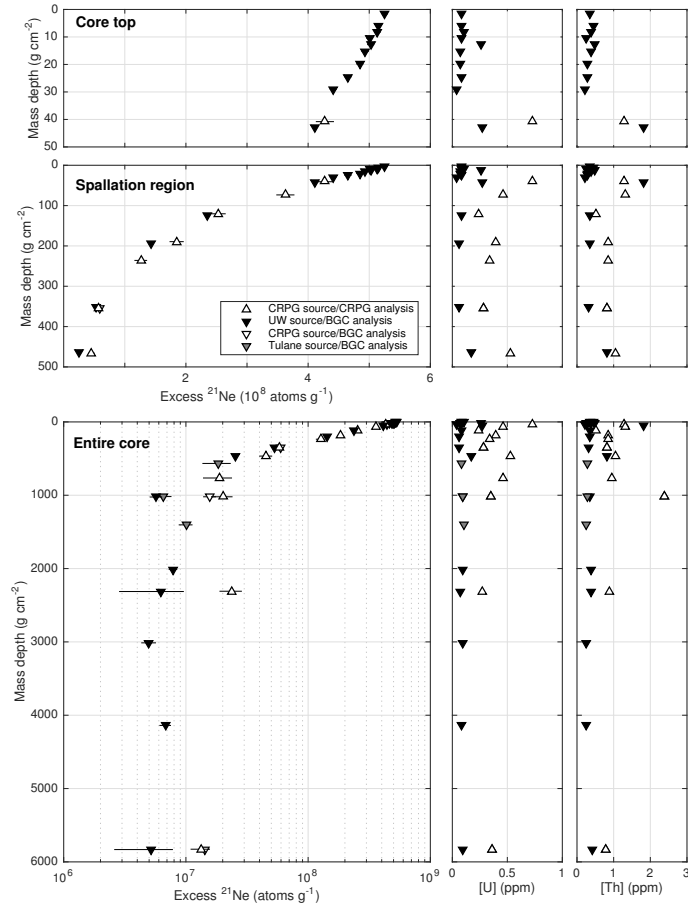 Core top
Mass depth (g cm⁻²)
0
10
20
30
40
50
Spallation region
Mass depth (g cm⁻²)
0
100
200
300
400
500
CRPG source/CRPG analysis
UW source/BGC analysis
CRPG source/BGC analysis
Tulane source/BGC analysis
2 4 6
Excess ²¹Ne (10⁸ atoms g⁻¹)
Entire core
Mass depth (g cm⁻²)
0
1000
2000
3000
4000
5000
6000
10⁶ 10⁷ 10⁸ 10⁹
Excess ²¹Ne (atoms g⁻¹)
0 0.5 1
[U] (ppm)
0 1 2 3
[Th] (ppm)